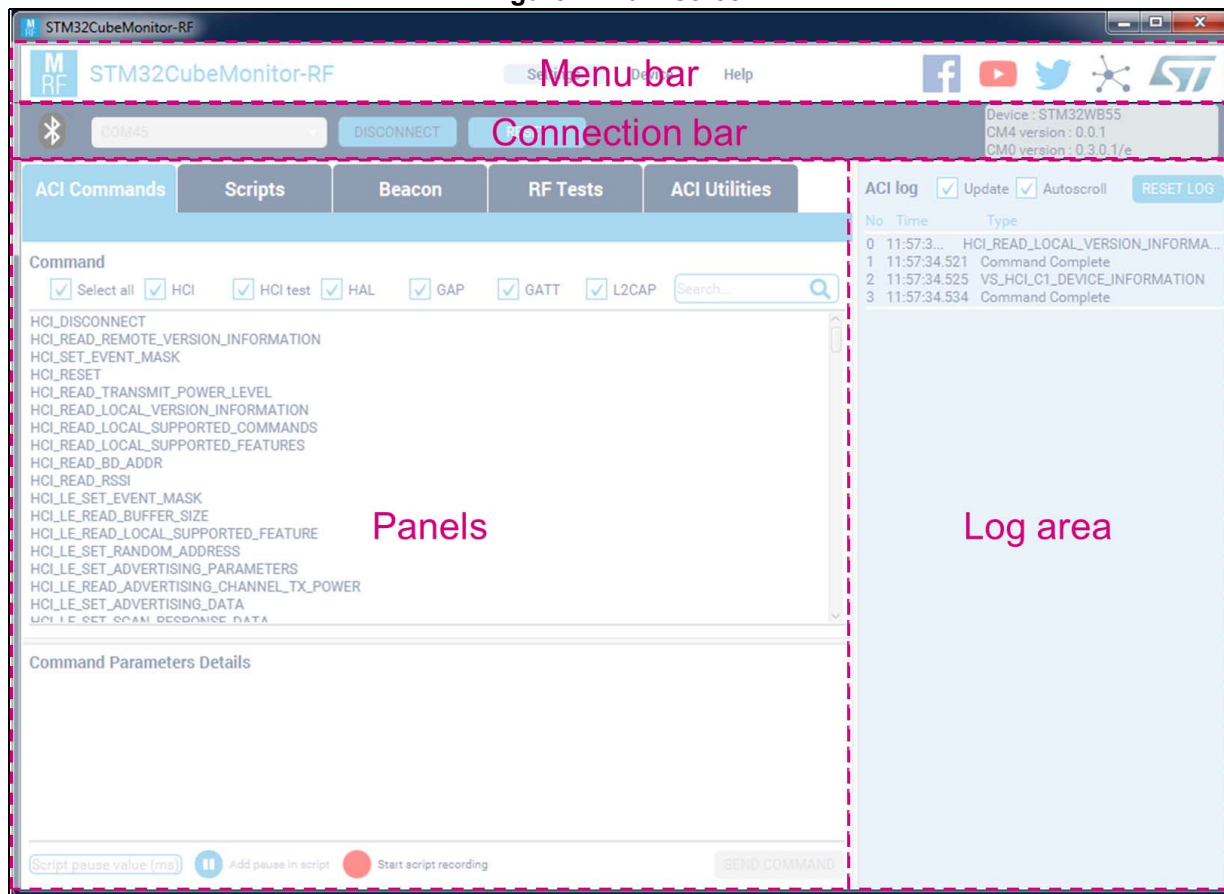 STM32CubeMonitor-RF
M
RF
STM32CubeMonitor-RF
Settings Device Help
Menu bar
COM45
DISCONNECT
Connection bar
Device : STM32WB55
CM4 version : 0.0.1
CM0 version : 0.3.0.1/e
ACI Commands
Scripts
Beacon
RF Tests
ACI Utilities
Command
Select all HCI HCI test HAL GAP GATT L2CAP Search...
HCI_DISCONNECT
HCI_READ_REMOTE_VERSION_INFORMATION
HCI_SET_EVENT_MASK
HCI_RESET
HCI_READ_TRANSMIT_POWER_LEVEL
HCI_READ_LOCAL_VERSION_INFORMATION
HCI_READ_LOCAL_SUPPORTED_COMMANDS
HCI_READ_LOCAL_SUPPORTED_FEATURES
HCI_READ_BD_ADDR
HCI_READ_RSSI
HCI_LE_SET_EVENT_MASK
HCI_LE_READ_BUFFER_SIZE
HCI_LE_READ_LOCAL_SUPPORTED_FEATURE
HCI_LE_SET_RANDOM_ADDRESS
HCI_LE_SET_ADVERTISING_PARAMETERS
HCI_LE_READ_ADVERTISING_CHANNEL_TX_POWER
HCI_LE_SET_ADVERTISING_DATA
HCI_LE_SET_SCAN_RESPONSE_DATA
Panels
Command Parameters Details
Script pause value (ms) Add pause in script Start script recording SEND COMMAND
ACI log Update Autoscroll RESET LOG
No Time Type
0 11:57:3... HCI_READ_LOCAL_VERSION_INFORMA...
1 11:57:34.521 Command Complete
2 11:57:34.525 VS_HCI_C1_DEVICE_INFORMATION
3 11:57:34.534 Command Complete
Log area